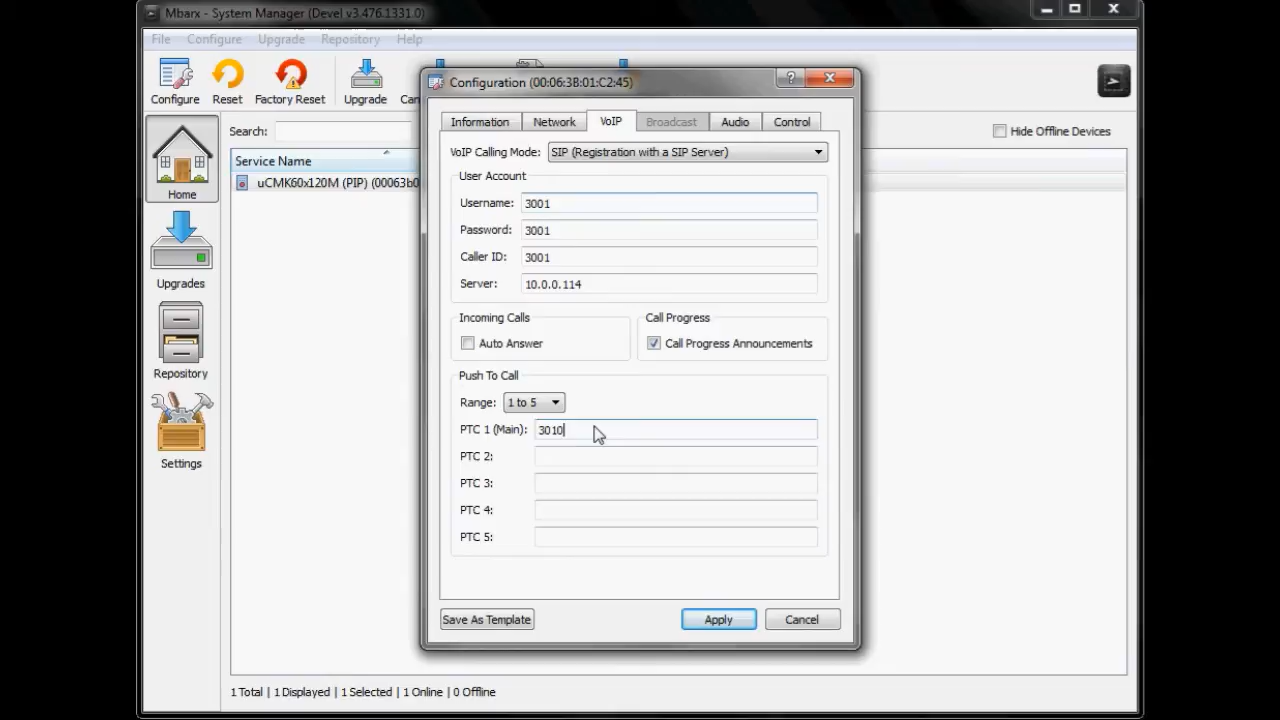 Mbarx - System Manager (Devel v3.476.1331.0)
File Configure Upgrade Repository Help
Configure Reset Factory Reset Upgrade Can
Search: Hide Offline Devices
Service Name
uCMK60x120M (PIP) (00063b0
Home
Upgrades
Repository
Settings
Configuration (00:06:3B:01:C2:45)
Information Network VoIP Broadcast Audio Control
VoIP Calling Mode: SIP (Registration with a SIP Server)
User Account
Username: 3001
Password: 3001
Caller ID: 3001
Server: 10.0.0.114
Incoming Calls Call Progress
Auto Answer Call Progress Announcements
Push To Call
Range: 1 to 5
PTC 1 (Main): 3010
PTC 2:
PTC 3:
PTC 4:
PTC 5:
Save As Template Apply Cancel
1 Total | 1 Displayed | 1 Selected | 1 Online | 0 Offline